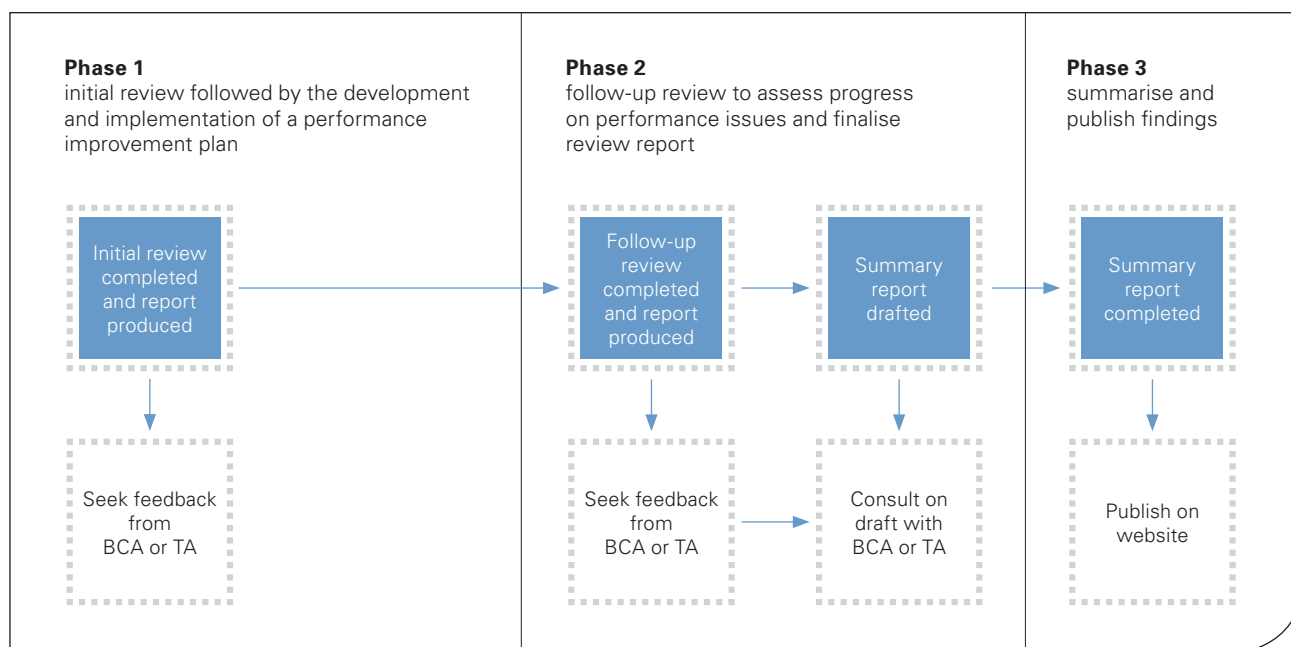 Phase 1
initial review followed by the development
and implementation of a performance
improvement plan
Phase 2
follow-up review to assess progress
on performance issues and finalise
review report
Phase 3
summarise and
publish findings
Initial review
completed
and report
produced
Follow-up
review
completed
and report
produced
Summary
report
drafted
Summary
report
completed
Seek feedback
from
BCA or TA
Seek feedback
from
BCA or TA
Consult on
draft with
BCA or TA
Publish on
website